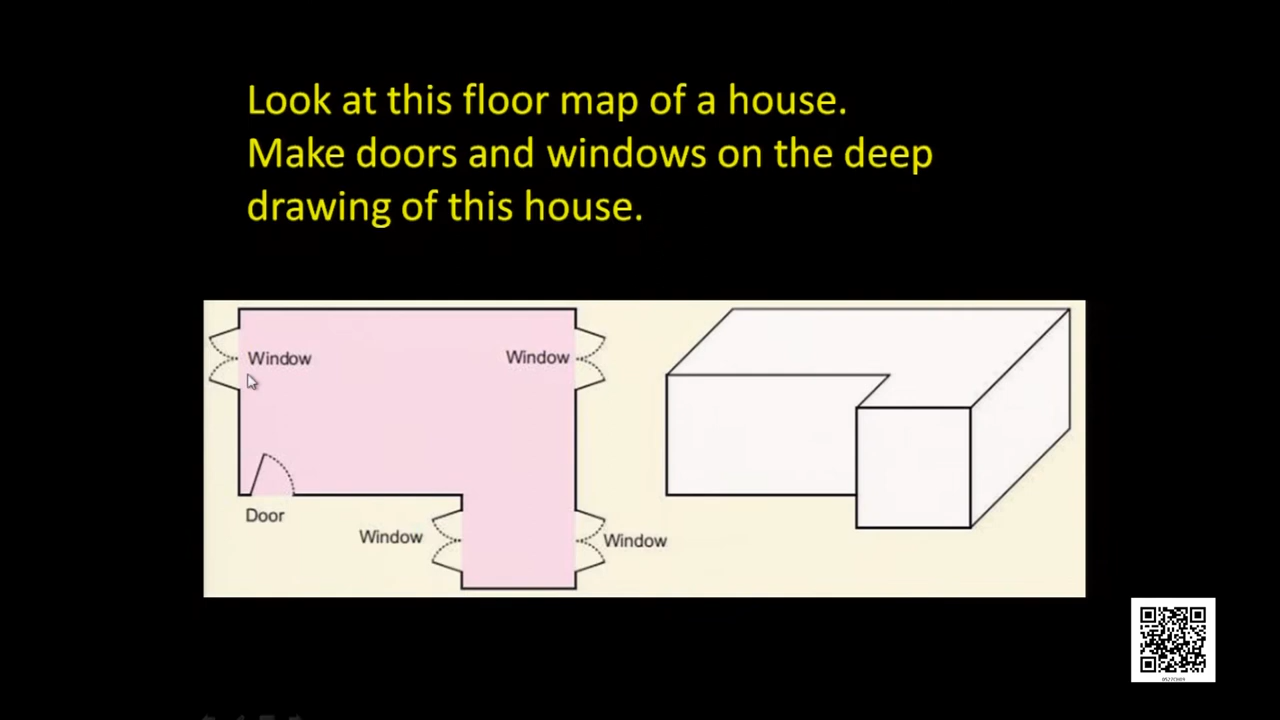 Look at this floor map of a house.
Make doors and windows on the deep
drawing of this house.
Window
Window
Door
Window
Window